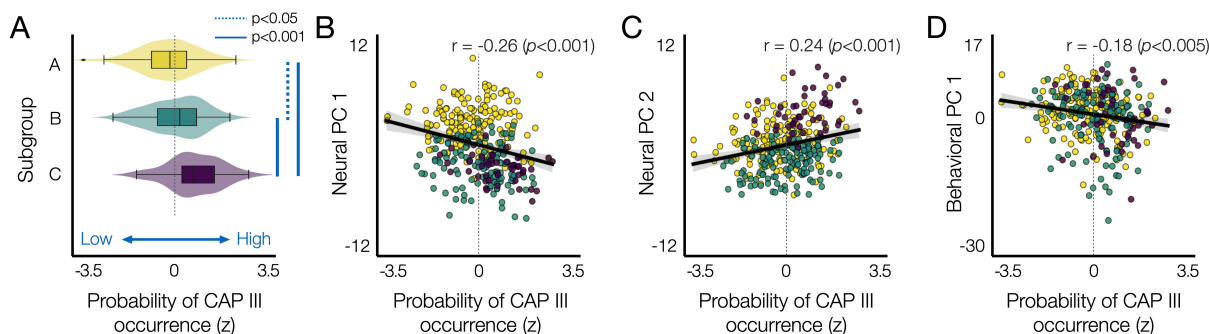 A
p<0.05
p<0.001
Subgroup
A
B
C
Low
High
-3.5
0
3.5
Probability of CAP III
occurrence (z)
B
r = -0.26 (p<0.001)
12
Neural PC 1
-12
-3.5
0
3.5
Probability of CAP III
occurrence (z)
C
r = 0.24 (p<0.001)
12
Neural PC 2
-12
-3.5
0
3.5
Probability of CAP III
occurrence (z)
D
r = -0.18 (p<0.005)
17
0
Behavioral PC 1
-30
-3.5
0
3.5
Probability of CAP III
occurrence (z)